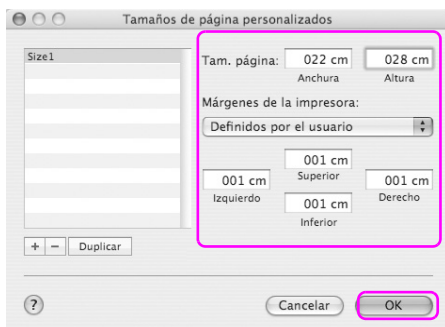 Tamaños de página personalizados
Size1
Tam. página: 022 cm 028 cm
Anchura Altura
Márgenes de la impresora:
Definidos por el usuario
001 cm
Superior
001 cm 001 cm
Izquierdo Derecho
001 cm
Inferior
+ − Duplicar
? Cancelar OK